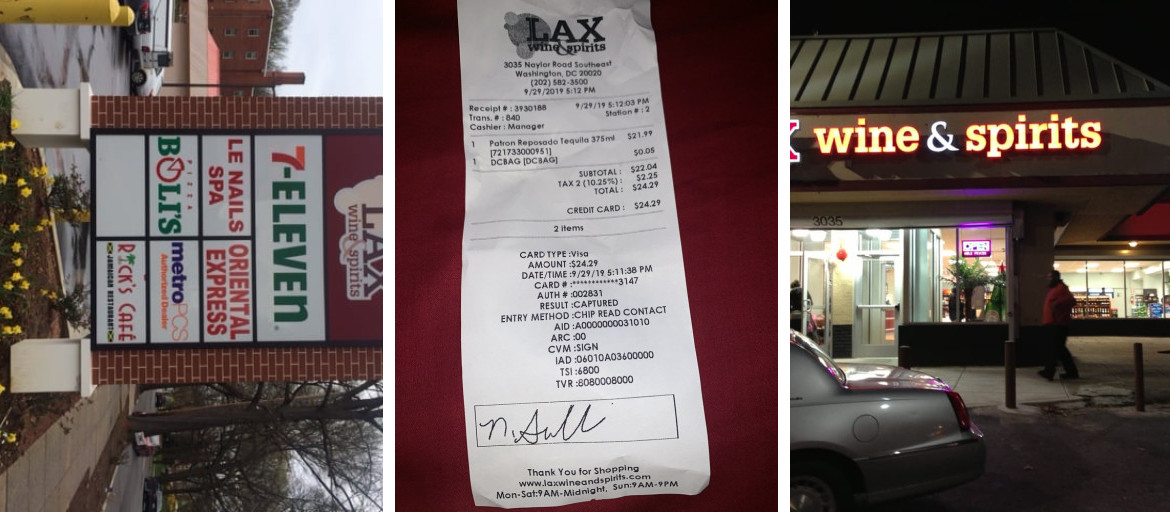 LAX
wine & spirits
7-ELEVEN
LE NAILS
SPA
ORIENTAL
EXPRESS
BOLI'S
PIZZA
metroPCS
Authorized Dealer
RICK'S CAFÉ
JAMAICAN RESTAURANT
LAX
wine & spirits
3035 Naylor Road Southeast
Washington, DC 20020
(202) 582-3500
9/29/2019 5:12 PM
Receipt # : 3930188 9/29/19 5:12:03 PM
Trans. # : 840 Station # : 2
Cashier : Manager
1 Patron Reposado Tequila 375ml $21.99
[721733000951]
1 DCBAG [DCBAG] $0.05
SUBTOTAL : $22.04
TAX 2 (10.25%) : $2.25
TOTAL : $24.29
CREDIT CARD : $24.29
2 items
CARD TYPE :Visa
AMOUNT :$24.29
DATE/TIME :9/29/19 5:11:38 PM
CARD # :************3147
AUTH # :002831
RESULT :CAPTURED
ENTRY METHOD :CHIP READ CONTACT
AID :A0000000031010
ARC :00
CVM :SIGN
IAD :06010A03600000
TSI :6800
TVR :8080008000
Thank You for Shopping
www.laxwineandspirits.com
Mon-Sat:9AM-Midnight, Sun:9AM-9PM
X wine & spirits
3035
OPEN